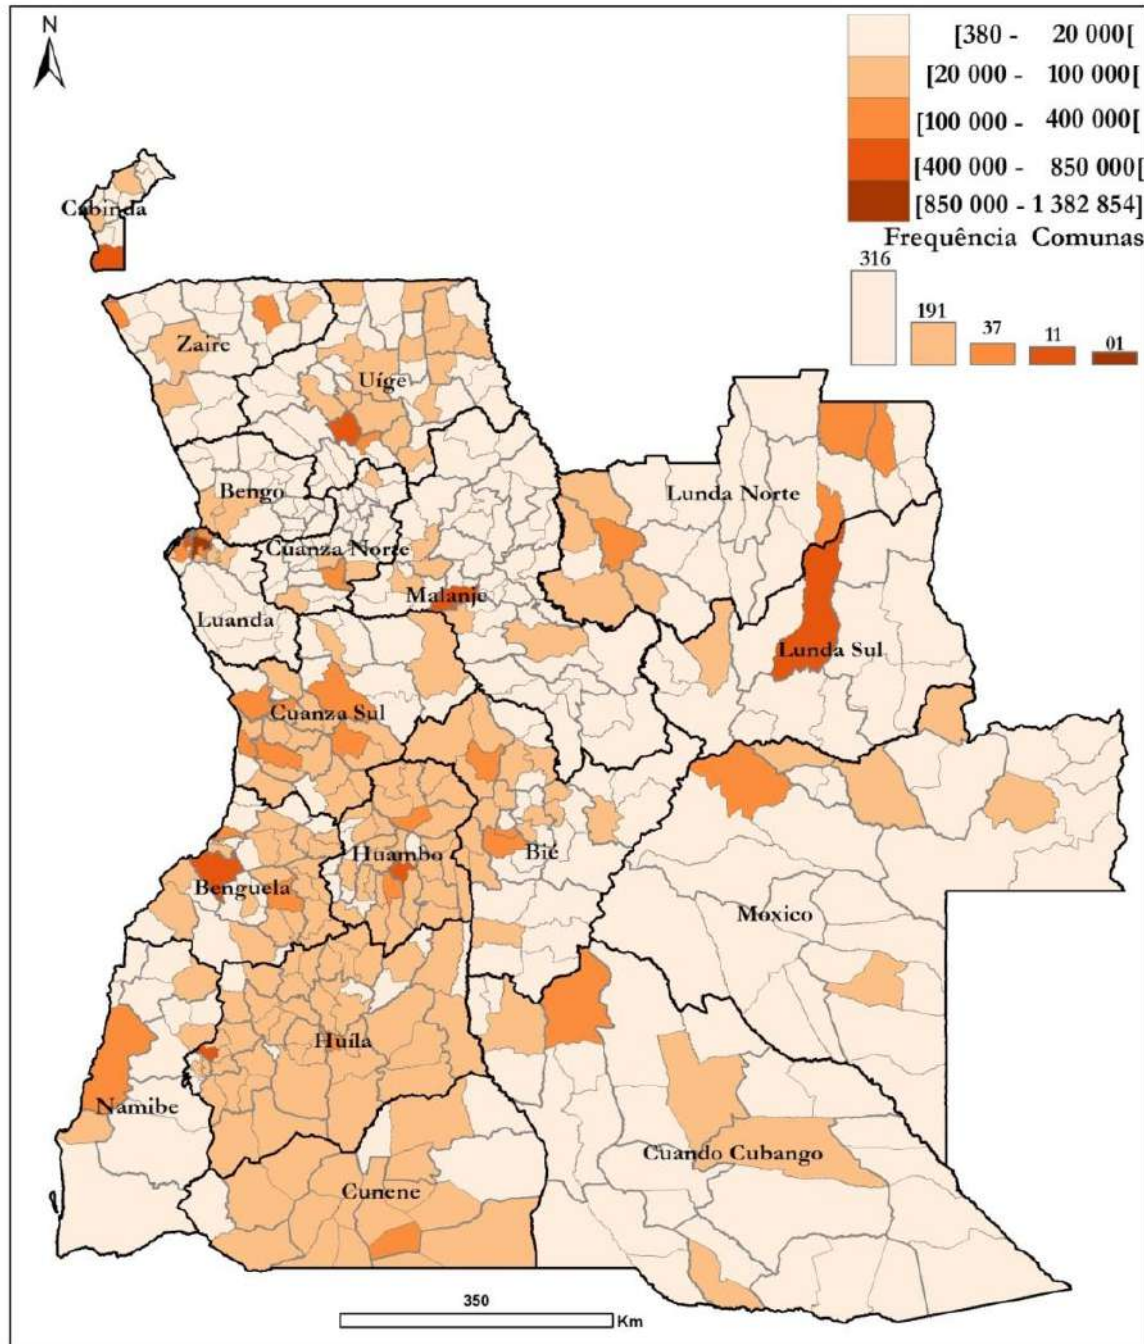 N
[380 - 20 000[
[20 000 - 100 000[
[100 000 - 400 000[
[400 000 - 850 000[
[850 000 - 1 382 854]
Frequência Comunas
316
191
37
11
01
Cabinda
Zaire
Uíge
Bengo
Lunda Norte
Cuanza Norte
Malanje
Luanda
Lunda Sul
Cuanza Sul
Huambo
Bié
Benguela
Moxico
Huíla
Namibe
Cuando Cubango
Cunene
350
Km